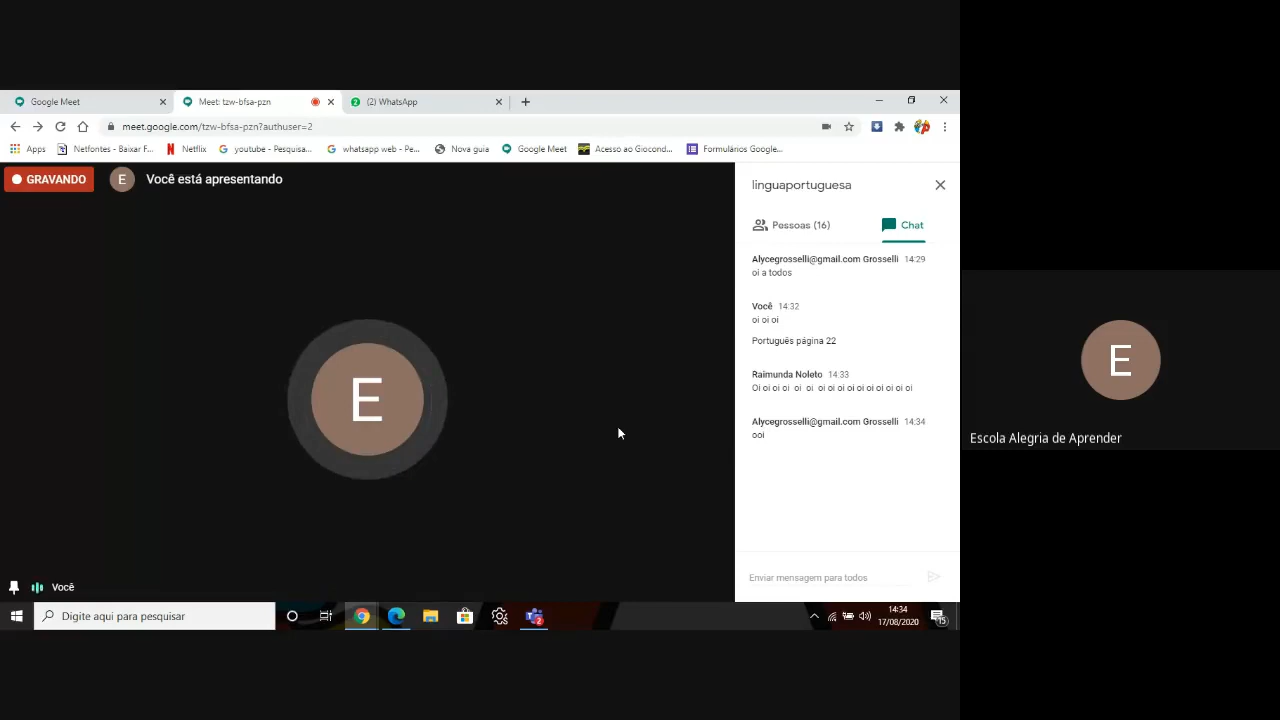 Google Meet
Meet: tzw-bfsa-pzn
(2) WhatsApp
meet.google.com/tzw-bfsa-pzn?authuser=2
Apps
Netfontes - Baixar F...
Netflix
youtube - Pesquisa...
whatsapp web - Pe...
Nova guia
Google Meet
Acesso ao Giocond...
Formulários Google...
GRAVANDO
E
Você está apresentando
linguaportuguesa
Pessoas (16)
Chat
Alycegrosselli@gmail.com Grosselli 14:29
oi a todos
Você 14:32
oi oi oi
Português página 22
Raimunda Noleto 14:33
Oi oi oi oi oi oi oi oi oi oi oi oi oi oi oi oi
Alycegrosselli@gmail.com Grosselli 14:34
ooi
E
E
Escola Alegria de Aprender
Enviar mensagem para todos
Você
Digite aqui para pesquisar
14:34
17/08/2020
15